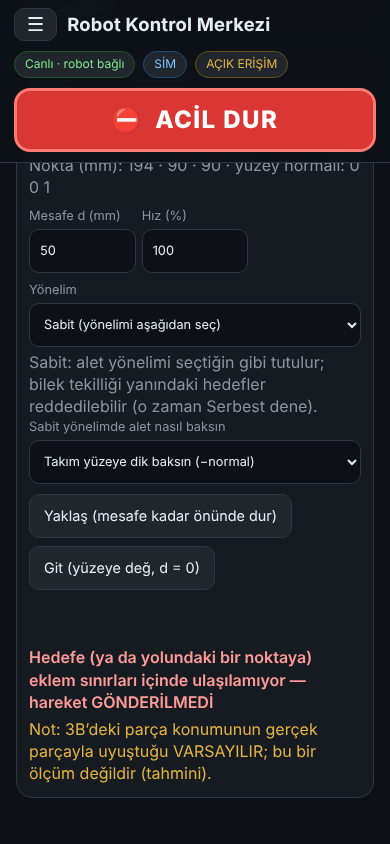 ☰ Robot Kontrol Merkezi
Canlı · robot bağlı SİM AÇIK ERİŞİM
⛔ ACİL DUR
Nokta (mm): 194 · 90 · 90 · yüzey normali: 0
0 1
Mesafe d (mm) Hız (%)
50 100
Yönelim
Sabit (yönelimi aşağıdan seç)
Sabit: alet yönelimi seçtiğin gibi tutulur;
bilek tekilliği yanındaki hedefler
reddedilebilir (o zaman Serbest dene).
Sabit yönelimde alet nasıl baksın
Takım yüzeye dik baksın (−normal)
Yaklaş (mesafe kadar önünde dur)
Git (yüzeye değ, d = 0)
Hedefe (ya da yolundaki bir noktaya)
eklem sınırları içinde ulaşılamıyor —
hareket GÖNDERİLMEDİ
Not: 3B’deki parça konumunun gerçek
parçayla uyuştuğu VARSAYILIR; bu bir
ölçüm değildir (tahmini).